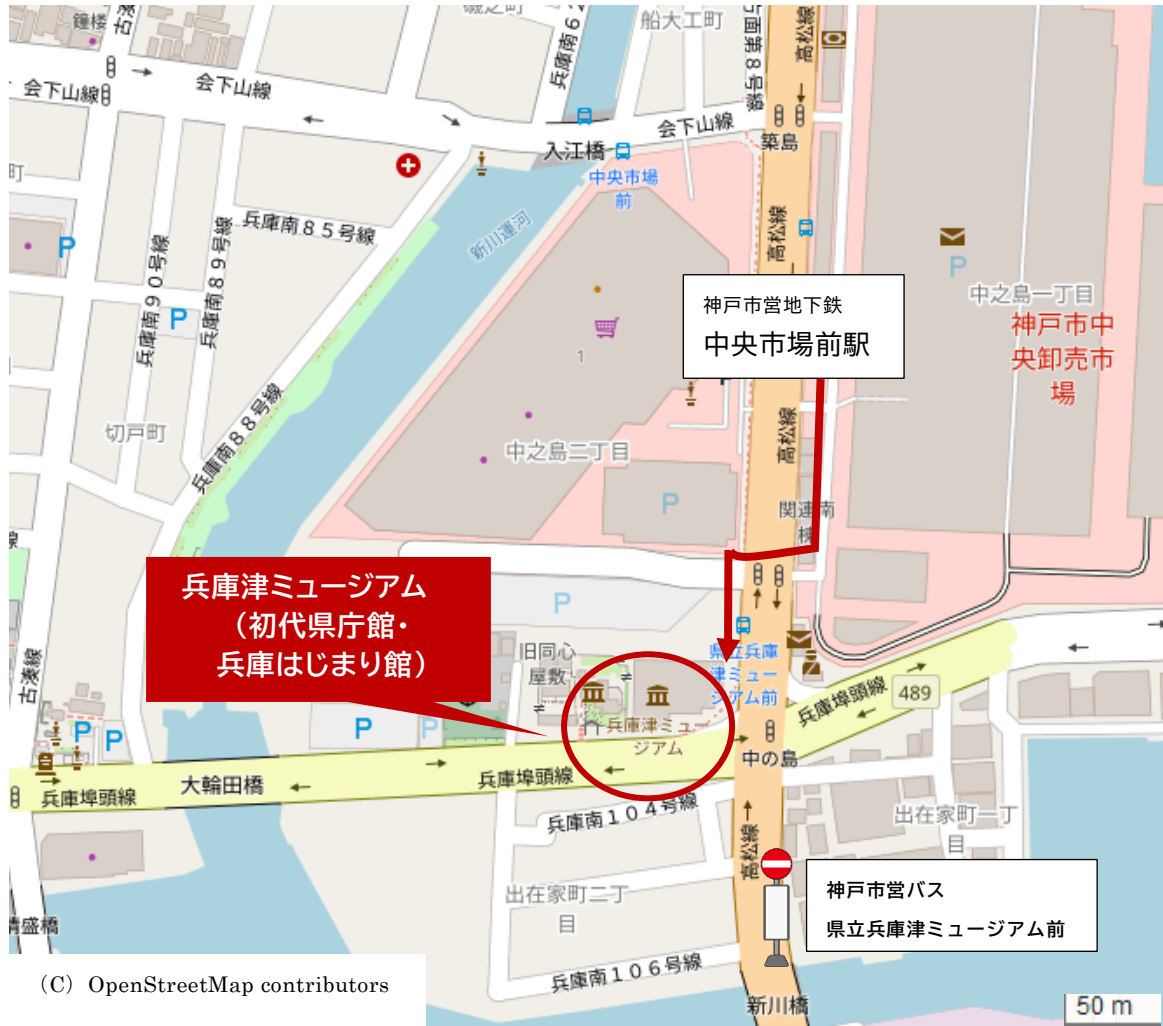 鐘楼
古湊線
磯之町
船大工町
兵庫南62
高松線
会下山線
会下山線
会下山線
入江橋
築島
中央市場
前
新川運河
兵庫南85号線
兵庫南89号線
兵庫南90号線
兵庫南88号線
町
P
P
切戸町
高松線
神戸市営地下鉄
中央市場前駅
P
中之島一丁目
神戸市中
央卸売市
場
1
中之島二丁目
高松線
P
関連南
棟
兵庫津ミュージアム
(初代県庁館・
兵庫はじまり館)
P
旧同心
屋敷
県立兵庫
津ミュー
ジアム前
兵庫津ミュー
ジアム
489
兵庫埠頭線
古湊線
P
P
P
P
中の島
大輪田橋
兵庫埠頭線
兵庫埠頭線
兵庫南104号線
出在家町一丁
目
高松線
出在家町二丁
目
神戸市営バス
県立兵庫津ミュージアム前
清盛橋
兵庫南106号線
新川橋
(C) OpenStreetMap contributors
50 m